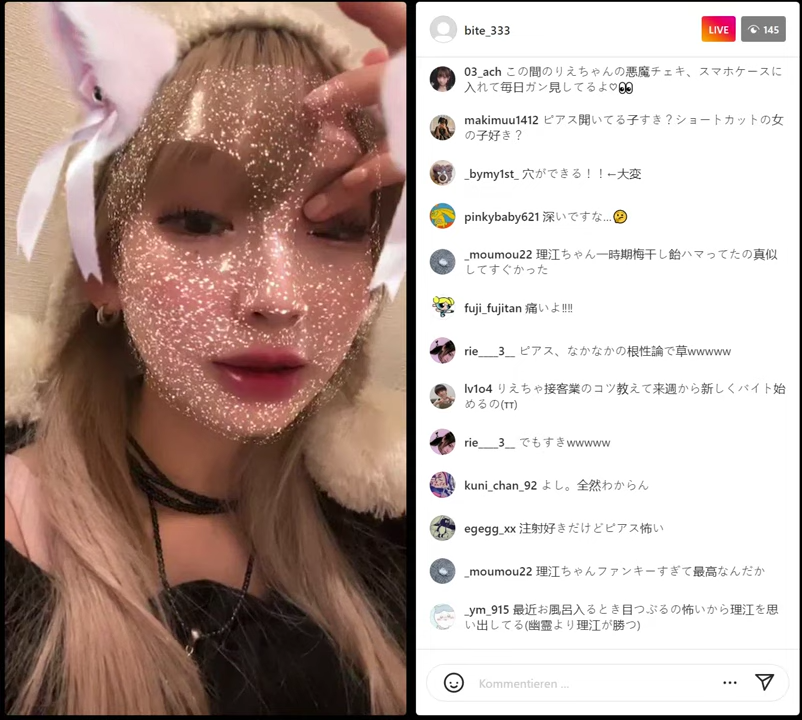 bite_333
LIVE
145
03_ach この間のりえちゃんの悪魔チェキ、スマホケースに
入れて毎日ガン見してるよ♡👀
makimuu1412 ピアス開いてる子すき？ショートカットの女
の子好き？
_bymy1st_ 穴ができる！！←大変
pinkybaby621 深いですな...🤔
_moumou22 理江ちゃん一時期梅干し飴ハマってたの真似
してすぐかった
fuji_fujitan 痛いよ‼‼
rie___3__ ピアス、なかなかの根性論で草wwwww
lv1o4 りえちゃ接客業のコツ教えて来週から新しくバイト始
めるの(тт)
rie___3__ でもすきwwwww
kuni_chan_92 よし。全然わからん
egegg_xx 注射好きだけどピアス怖い
_moumou22 理江ちゃんファンキーすぎて最高なんだか
_ym_915 最近お風呂入るとき目つぶるの怖いから理江を思
い出してる(幽霊より理江が勝つ)
Kommentieren ...